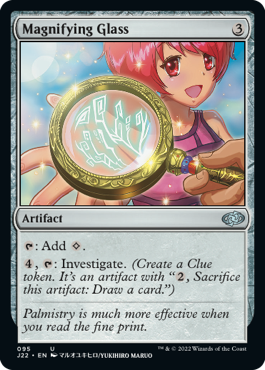 Magnifying Glass 3
Artifact
: Add .
4, : Investigate. (Create a Clue
token. It's an artifact with "2, Sacrifice
this artifact: Draw a card.")
Palmistry is much more effective when
you read the fine print.
095 U
J22 • EN マルオユキヒロ/YUKIHIRO MARUO
™ & © 2022 Wizards of the Coast